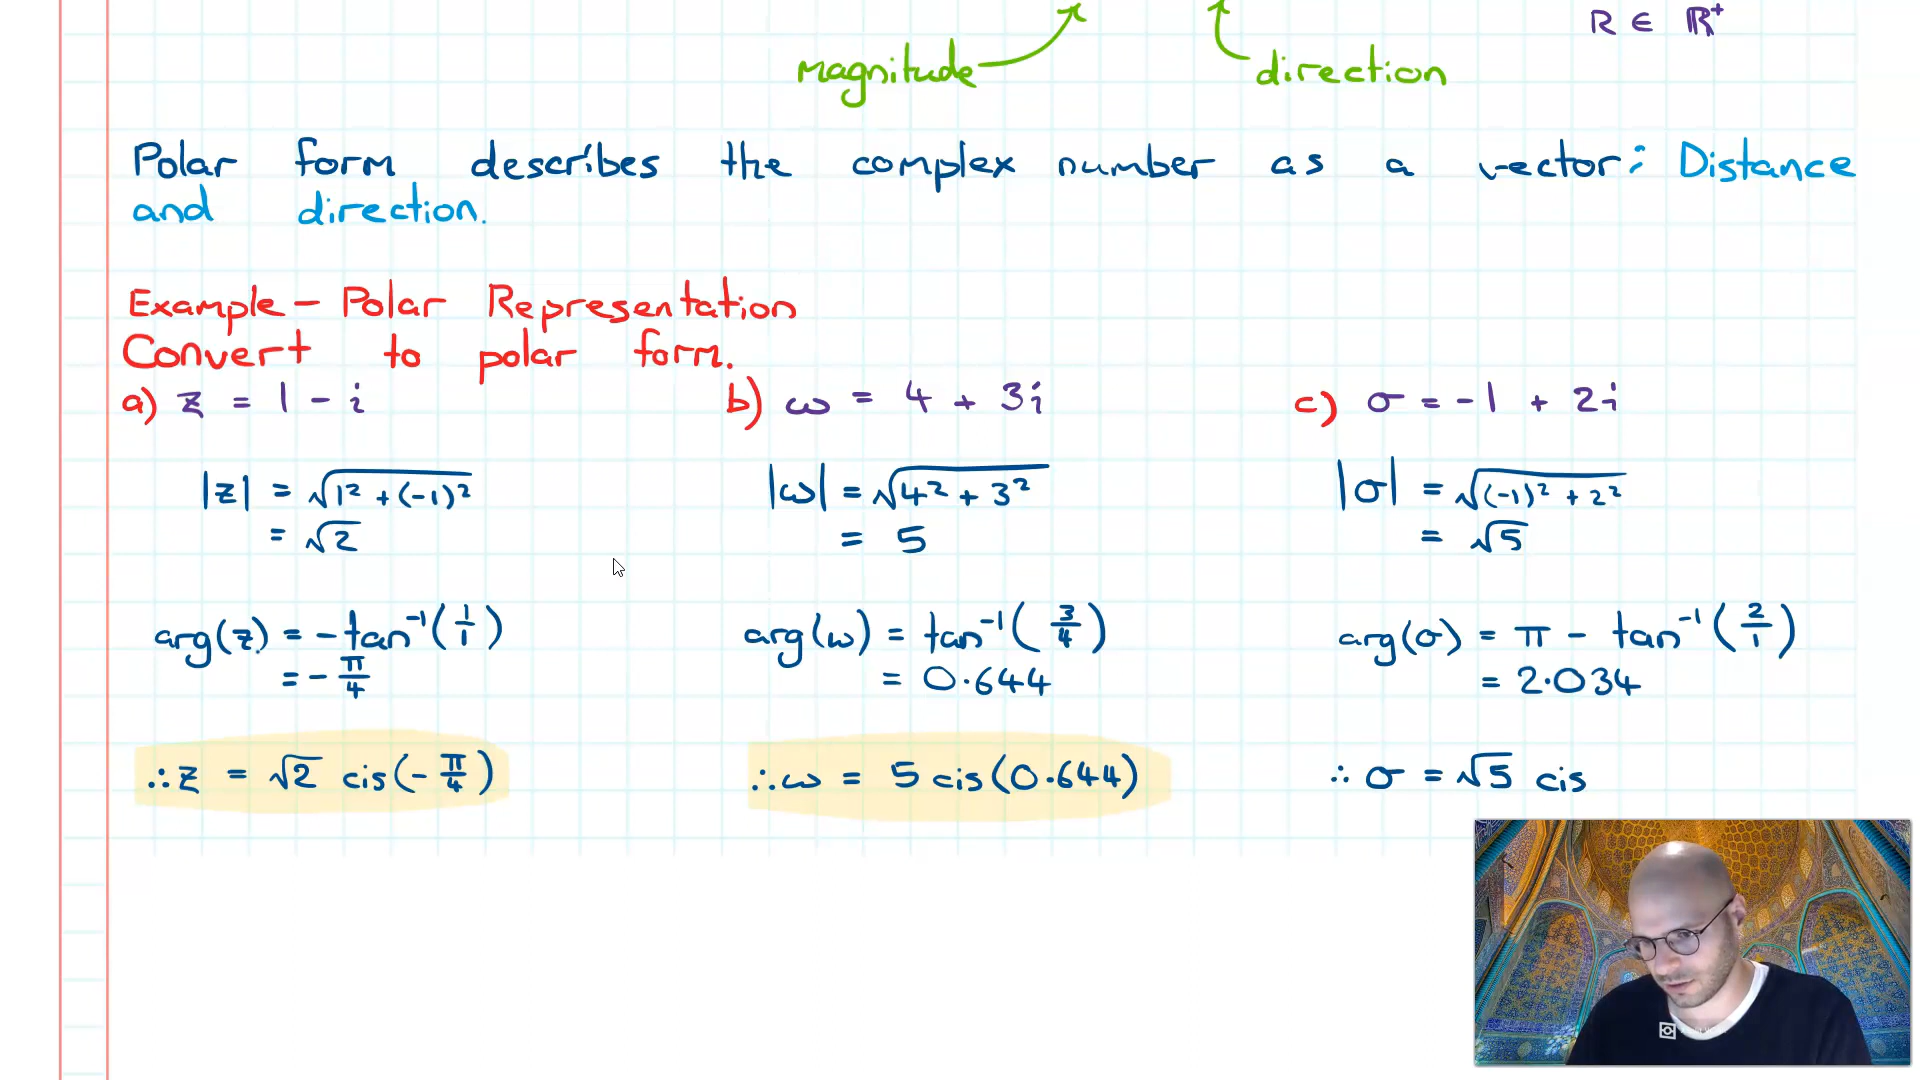 R ∈ ℝ⁺
magnitude direction
Polar form describes the complex number as a vector: Distance
and direction.
Example - Polar Representation
Convert to polar form.
a) z = 1 - i
|z| = √(1² + (-1)²)
= √2
arg(z) = -tan⁻¹(1/1)
= -π/4
∴ z = √2 cis(-π/4)
b) ω = 4 + 3i
|ω| = √(4² + 3²)
= 5
arg(ω) = tan⁻¹(3/4)
= 0.644
∴ ω = 5 cis(0.644)
c) σ = -1 + 2i
|σ| = √((-1)² + 2²)
= √5
arg(σ) = π - tan⁻¹(2/1)
= 2.034
∴ σ = √5 cis